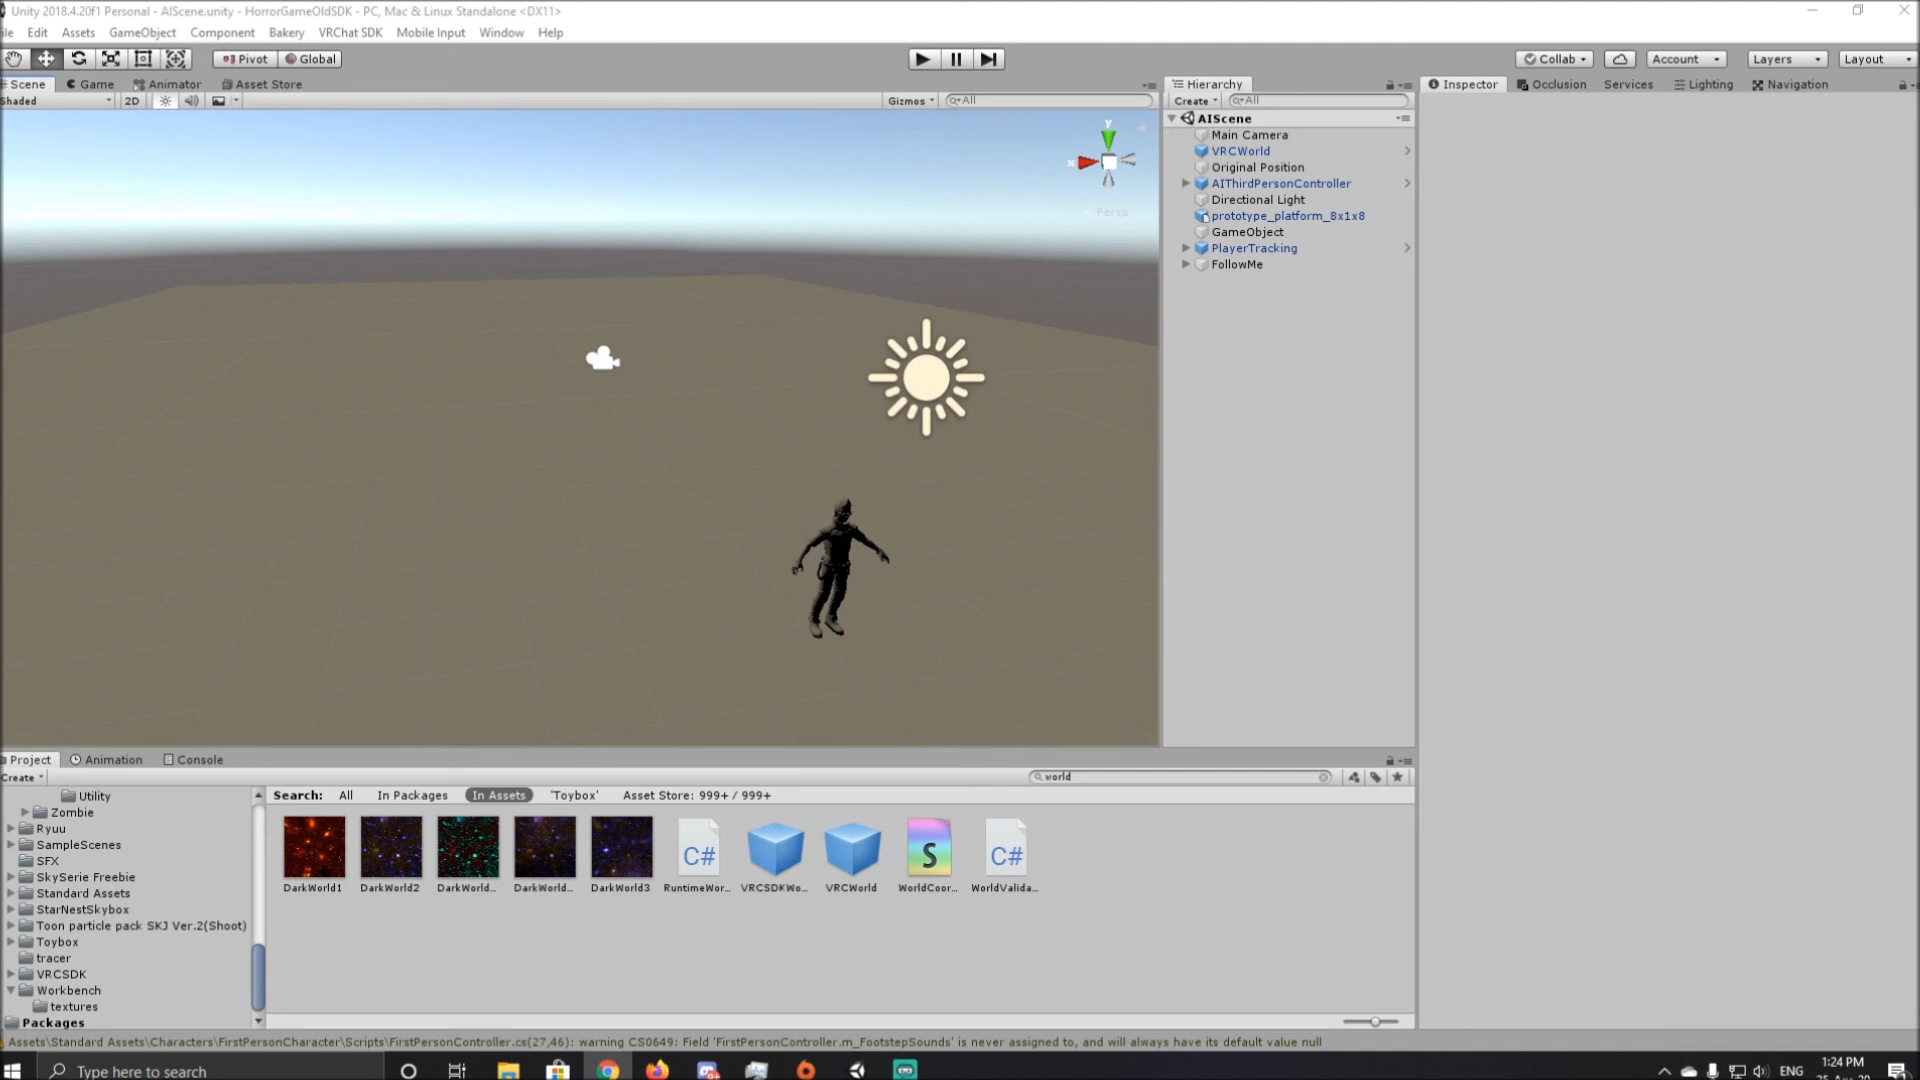 Unity 2018.4.20f1 Personal - AIScene.unity - HorrorGameOldSDK - PC, Mac & Linux Standalone <DX11>
ile Edit Assets GameObject Component Bakery VRChat SDK Mobile Input Window Help
Pivot Global Collab Account Layers Layout
Scene Game Animator Asset Store
Shaded 2D Gizmos All
y
x
Persp
Hierarchy
Create All
AIScene
Main Camera
VRCWorld
Original Position
AIThirdPersonController
Directional Light
prototype_platform_8x1x8
GameObject
PlayerTracking
FollowMe
Inspector Occlusion Services Lighting Navigation
Project Animation Console
Create world
Utility
Zombie
Ryuu
SampleScenes
SFX
SkySerie Freebie
Standard Assets
StarNestSkybox
Toon particle pack SKJ Ver.2(Shoot)
Toybox
tracer
VRCSDK
Workbench
textures
Packages
Search: All In Packages In Assets 'Toybox' Asset Store: 999+ / 999+
C# S C#
DarkWorld1 DarkWorld2 DarkWorld... DarkWorld... DarkWorld3 RuntimeWor... VRCSDKWo... VRCWorld WorldCoor... WorldValida...
Assets\Standard Assets\Characters\FirstPersonCharacter\Scripts\FirstPersonController.cs(27,46): warning CS0649: Field 'FirstPersonController.m_FootstepSounds' is never assigned to, and will always have its default value null
Type here to search
ENG
1:24 PM